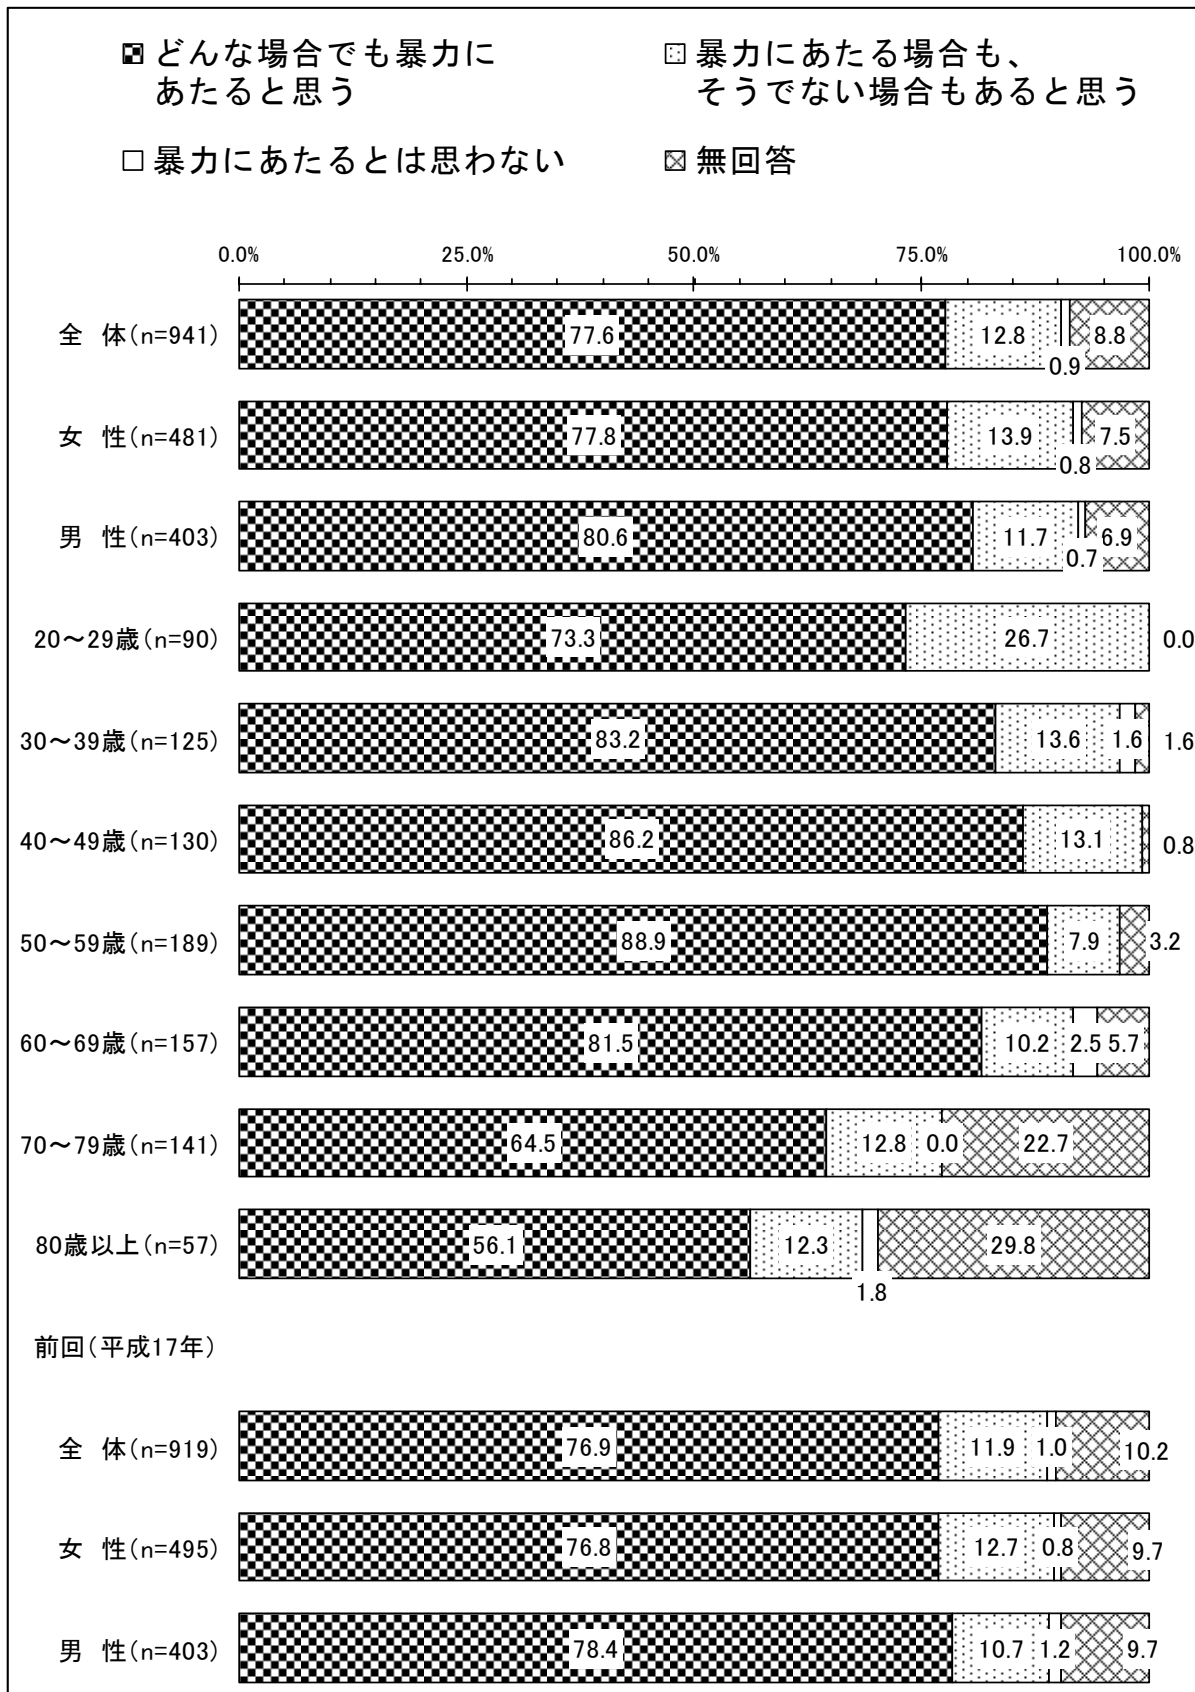 どんな場合でも暴力に
あたると思う
暴力にあたる場合も、
そうでない場合もあると思う
暴力にあたるとは思わない
無回答
0.0% 25.0% 50.0% 75.0% 100.0%
全 体(n=941) 77.6 12.8 0.9 8.8
女 性(n=481) 77.8 13.9 0.8 7.5
男 性(n=403) 80.6 11.7 0.7 6.9
20～29歳(n=90) 73.3 26.7 0.0
30～39歳(n=125) 83.2 13.6 1.6 1.6
40～49歳(n=130) 86.2 13.1 0.8
50～59歳(n=189) 88.9 7.9 3.2
60～69歳(n=157) 81.5 10.2 2.5 5.7
70～79歳(n=141) 64.5 12.8 0.0 22.7
80歳以上(n=57) 56.1 12.3 1.8 29.8
前回(平成17年)
全 体(n=919) 76.9 11.9 1.0 10.2
女 性(n=495) 76.8 12.7 0.8 9.7
男 性(n=403) 78.4 10.7 1.2 9.7